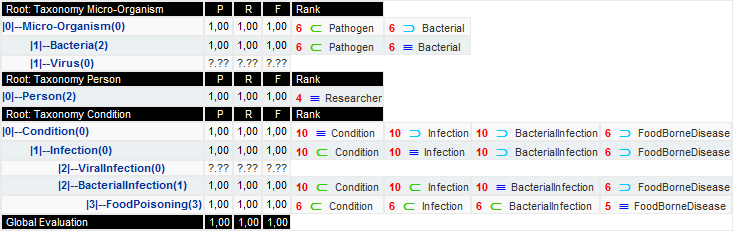 Root: Taxonomy Micro-Organism P R F Rank
|0|--Micro-Organism(0) 1,00 1,00 1,00 6 ⊂ Pathogen 6 ⊃ Bacterial
|1|--Bacteria(2) 1,00 1,00 1,00 6 ⊂ Pathogen 6 ≡ Bacterial
|1|--Virus(0) ?.?? ?.?? ?.??
Root: Taxonomy Person P R F Rank
|0|--Person(2) 1,00 1,00 1,00 4 ≡ Researcher
Root: Taxonomy Condition P R F Rank
|0|--Condition(0) 1,00 1,00 1,00 10 ≡ Condition 10 ⊃ Infection 10 ⊃ BacterialInfection 6 ⊃ FoodBorneDisease
|1|--Infection(0) 1,00 1,00 1,00 10 ⊂ Condition 10 ≡ Infection 10 ⊃ BacterialInfection 6 ⊃ FoodBorneDisease
|2|--ViralInfection(0) ?.?? ?.?? ?.??
|2|--BacterialInfection(1) 1,00 1,00 1,00 10 ⊂ Condition 10 ⊂ Infection 10 ≡ BacterialInfection 6 ⊃ FoodBorneDisease
|3|--FoodPoisoning(3) 1,00 1,00 1,00 6 ⊂ Condition 6 ⊂ Infection 6 ⊂ BacterialInfection 5 ≡ FoodBorneDisease
Global Evaluation 1,00 1,00 1,00